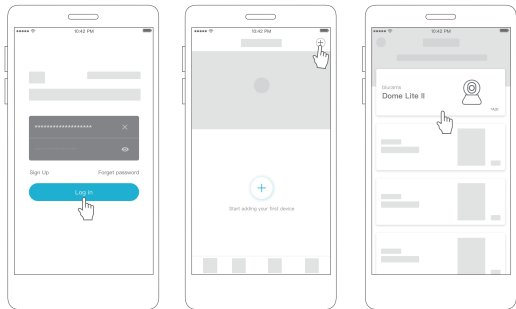 10:42 PM
******************
Sign Up
Forget password
Log in
10:42 PM
Start adding your first device
10:42 PM
Dome Lite II